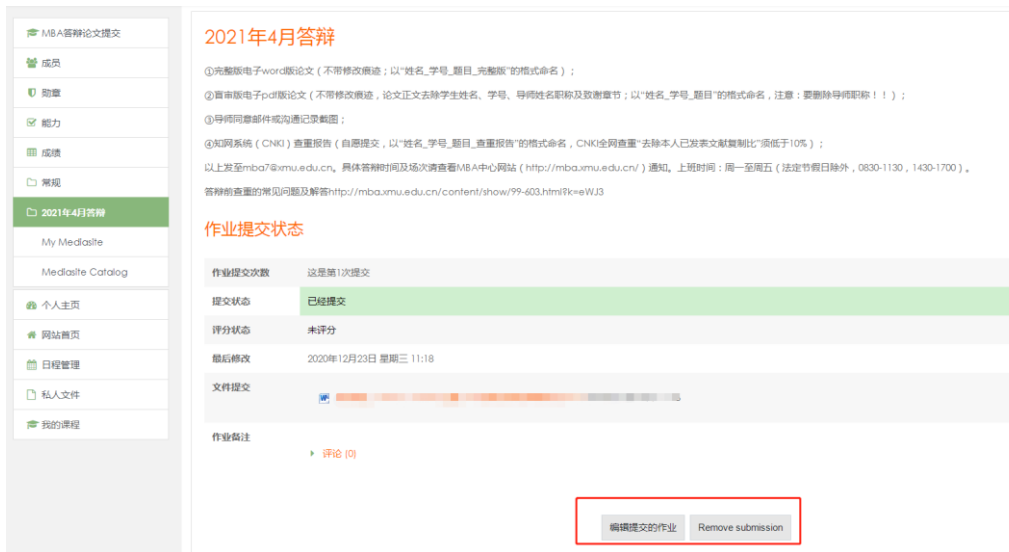 MBA答辩论文提交
成员
勋章
能力
成绩
常规
2021年4月答辩
My Mediasite
Mediasite Catalog
个人主页
网站首页
日程管理
私人文件
我的课程
2021年4月答辩
①完整版电子word版论文（不带修改痕迹；以“姓名_学号_题目_完整版”的格式命名）；
②盲审版电子pdf版论文（不带修改痕迹，论文正文去除学生姓名、学号、导师姓名职称及致谢章节；以“姓名_学号_题目”的格式命名，注意：要删除导师职称！！）；
③导师同意邮件或沟通记录截图；
④知网系统（CNKI）查重报告（自愿提交，以“姓名_学号_题目_查重报告”的格式命名，CNKI全网查重“去除本人已发表文献复制比”须低于10%）；
以上发至mba7@xmu.edu.cn。具体答辩时间及场次请查看MBA中心网站（http://mba.xmu.edu.cn/）通知。上班时间：周一至周五（法定节假日除外，0830-1130，1430-1700）。
答辩前查重的常见问题及解答http://mba.xmu.edu.cn/content/show/99-603.html?k=eWJ3
作业提交状态
作业提交次数 这是第1次提交
提交状态 已经提交
评分状态 未评分
最后修改 2020年12月23日 星期三 11:18
文件提交
作业备注
评论 (0)
编辑提交的作业 Remove submission